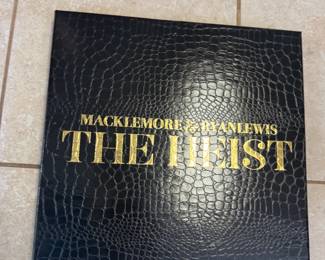 MACKLEMORE & RYAN LEWIS
THE HEIST